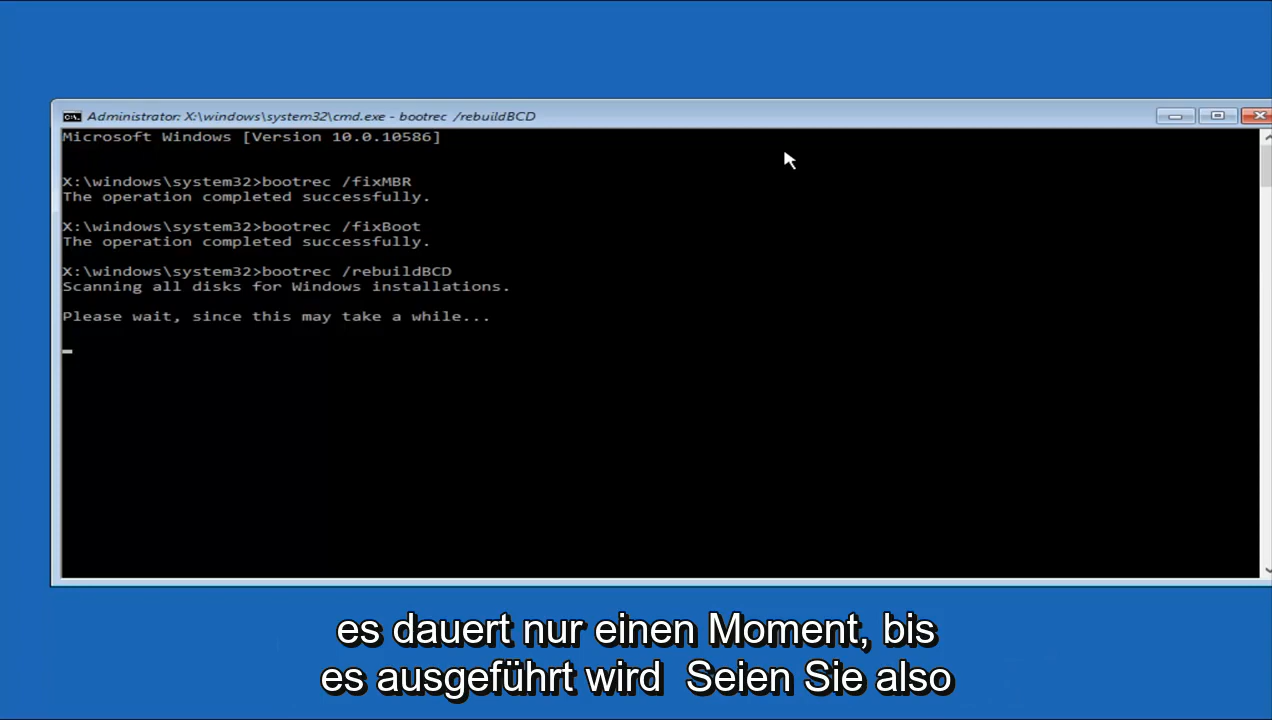 Administrator: X:\windows\system32\cmd.exe - bootrec /rebuildBCD
Microsoft Windows [Version 10.0.10586]
X:\windows\system32>bootrec /fixMBR
The operation completed successfully.
X:\windows\system32>bootrec /fixBoot
The operation completed successfully.
X:\windows\system32>bootrec /rebuildBCD
Scanning all disks for Windows installations.
Please wait, since this may take a while...
es dauert nur einen Moment, bis
es ausgeführt wird  Seien Sie also